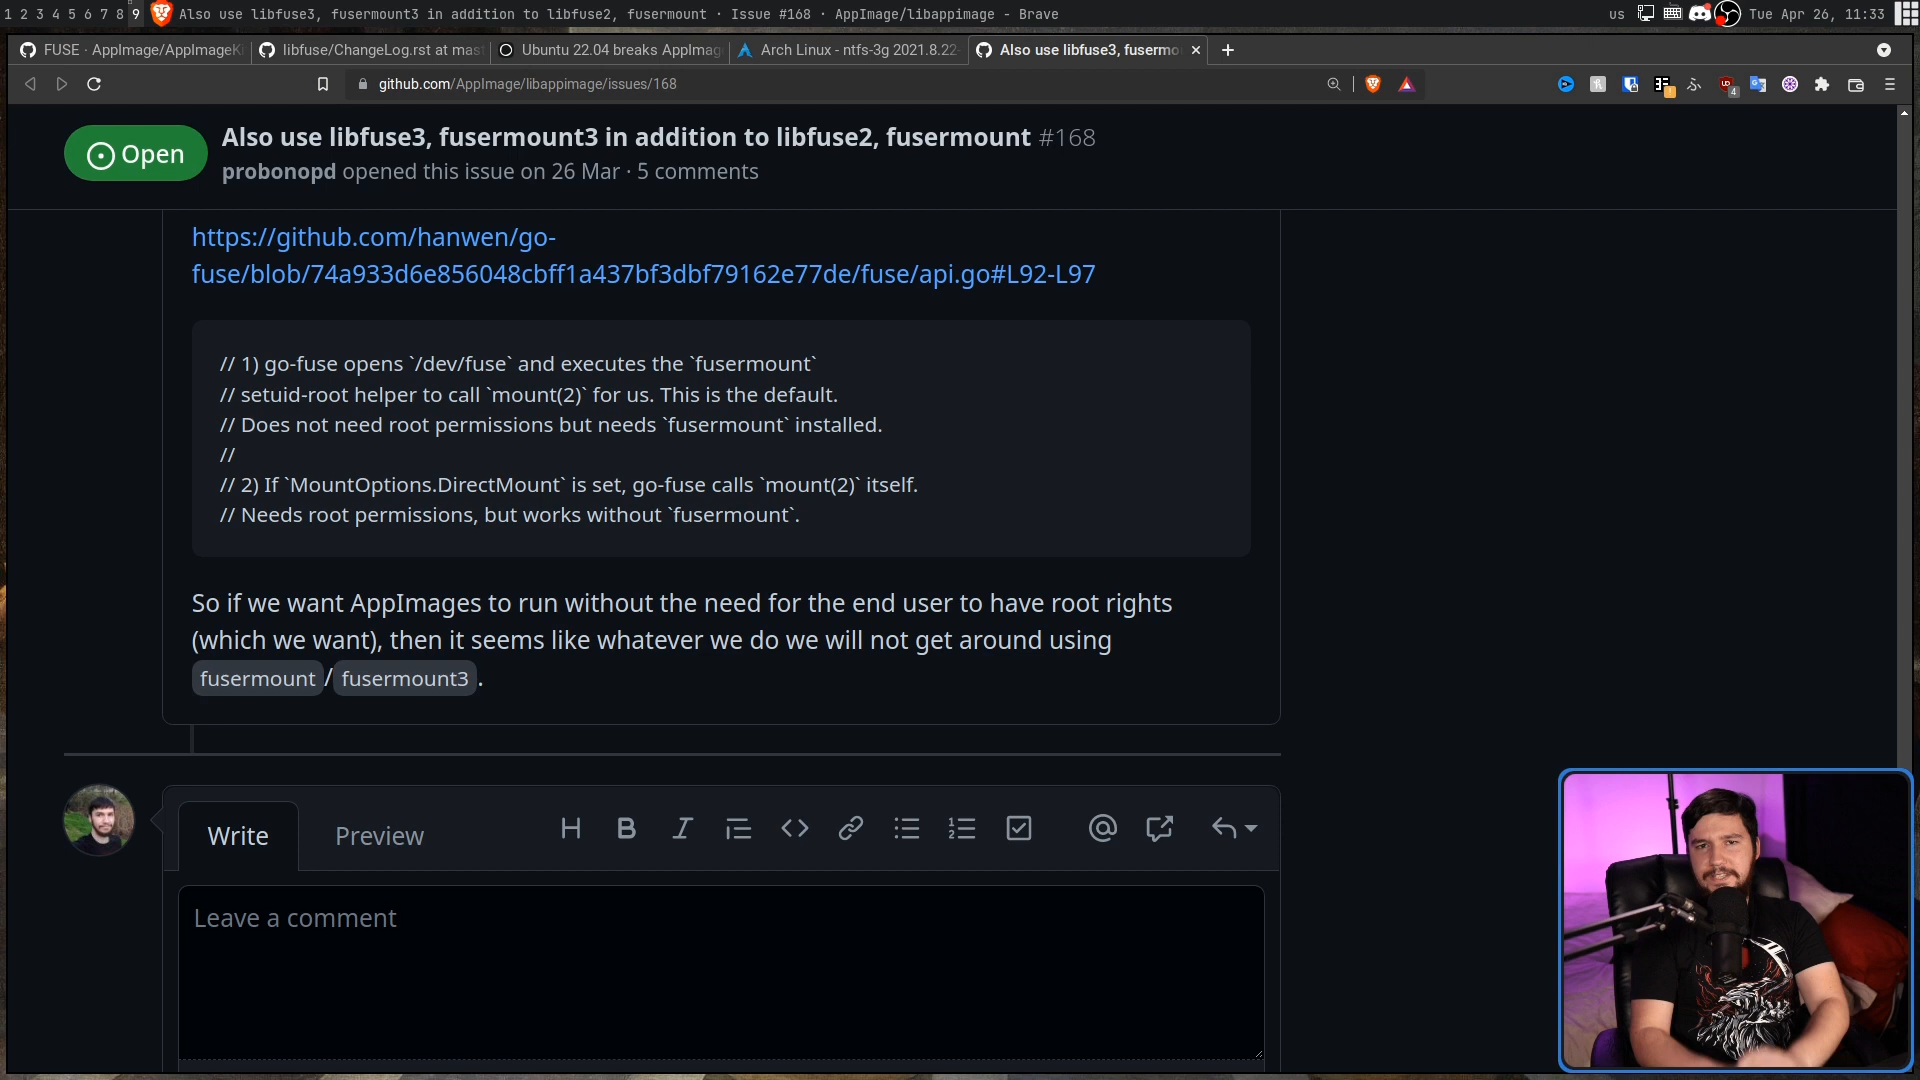 1 2 3 4 5 6 7 8 9 Also use libfuse3, fusermount3 in addition to libfuse2, fusermount · Issue #168 · AppImage/libappimage - Brave us Tue Apr 26, 11:33
FUSE · AppImage/AppImageK libfuse/ChangeLog.rst at mast Ubuntu 22.04 breaks AppImag Arch Linux - ntfs-3g 2021.8.22- Also use libfuse3, fusermo
github.com/AppImage/libappimage/issues/168
Open
Also use libfuse3, fusermount3 in addition to libfuse2, fusermount #168
probonopd opened this issue on 26 Mar · 5 comments
https://github.com/hanwen/go-
fuse/blob/74a933d6e856048cbff1a437bf3dbf79162e77de/fuse/api.go#L92-L97
// 1) go-fuse opens `/dev/fuse` and executes the `fusermount`
// setuid-root helper to call `mount(2)` for us. This is the default.
// Does not need root permissions but needs `fusermount` installed.
//
// 2) If `MountOptions.DirectMount` is set, go-fuse calls `mount(2)` itself.
// Needs root permissions, but works without `fusermount`.
So if we want AppImages to run without the need for the end user to have root rights
(which we want), then it seems like whatever we do we will not get around using
fusermount/fusermount3.
Write Preview
Leave a comment